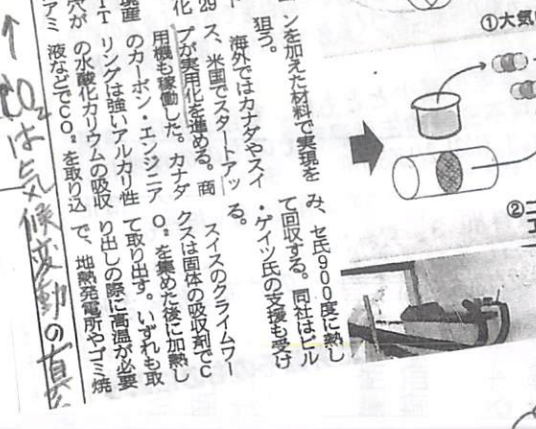 ンを加えた材料で実現を
狙う。
海外ではカナダやスイ
ス、米国でスタートアッ
プが実用化を進める。商
用機も稼働した。カナダ
のカーボン・エンジニア
リングは強いアルカリ性
の水酸化カリウムの吸収
液などでCO₂を取り込
み、セ氏900度に熱し
て回収する。同社はビル
・ゲイツ氏の支援も受け
る。
スイスのクライムワー
クスは固体の吸収剤でC
O₂を集めた後に加熱し
て取り出す。いずれも取
り出しの際に高温が必要
で、地熱発電所やゴミ焼
①大気
②
29
化
アミ
↑CO₂は気候変動の真